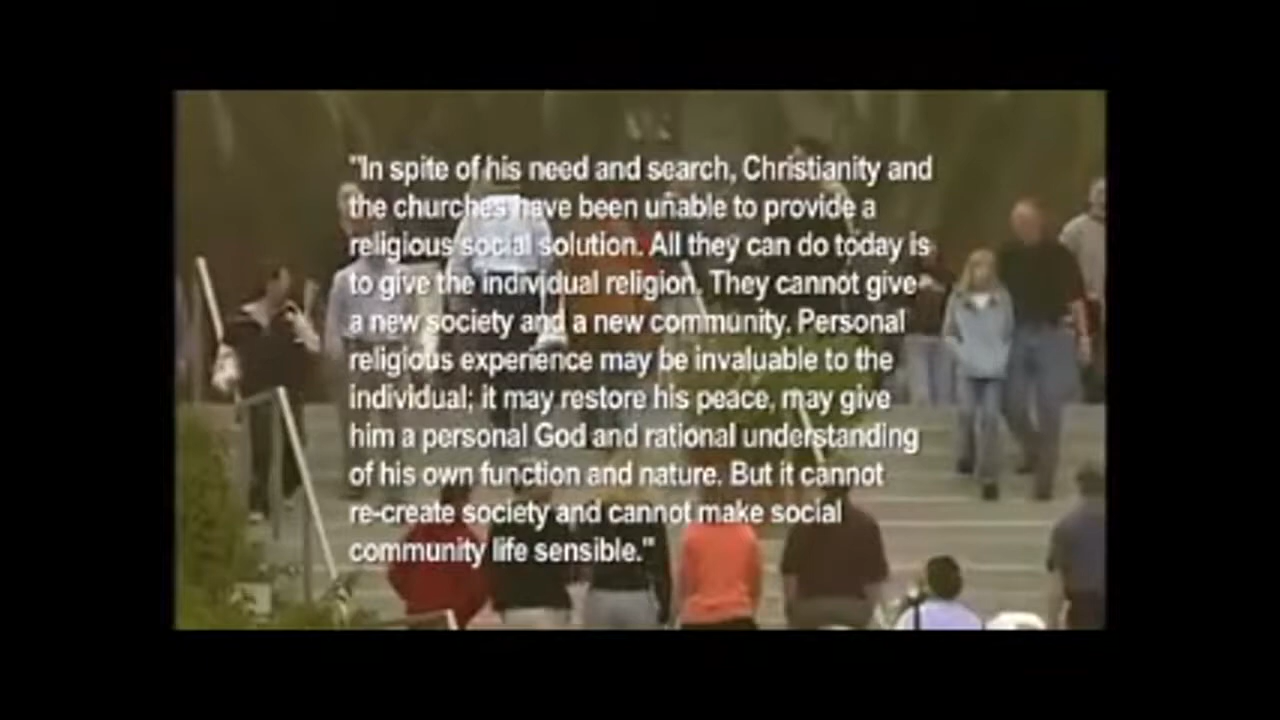 "In spite of his need and search, Christianity and
the churches have been unable to provide a
religious social solution. All they can do today is
to give the individual religion. They cannot give
a new society and a new community. Personal
religious experience may be invaluable to the
individual; it may restore his peace, may give
him a personal God and rational understanding
of his own function and nature. But it cannot
re-create society and cannot make social
community life sensible."